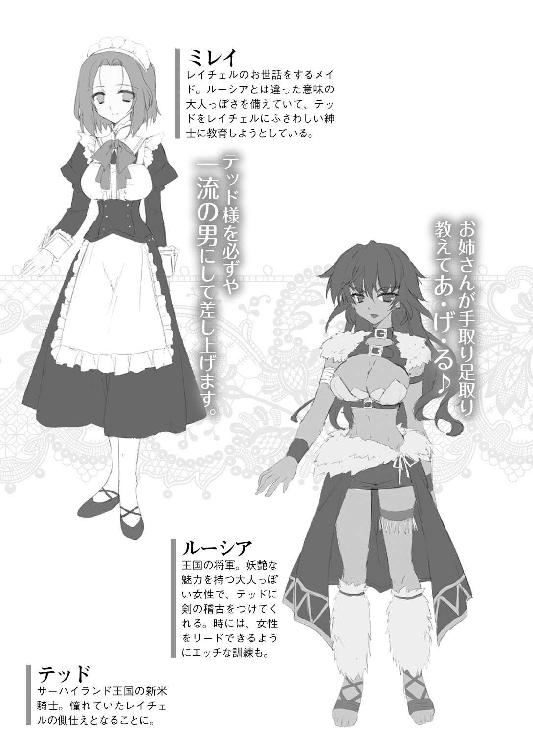 ミレイ
レイチェルのお世話をするメイ
ド。ルーシアとは違った意味の
大人っぽさを備えていて、テッ
ドをレイチェルにふさわしい紳
士に教育しようとしている。
テッド様を必ずや
一流の男にして差し上げます。
お姉さんが手取り足取り
教えてあ・げ・る♪
ルーシア
王国の将軍。妖艶な
魅力を持つ大人っぽ
い女性で、テッドに
剣の稽古をつけてく
れる。時には、女性
をリードできるよう
にエッチな訓練も。
テッド
サーハイランド王国の新米
騎士。憧れていたレイチェ
ルの側仕えとなることに。